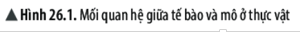 ▲ Hình 26.1. Mối quan hệ giữa tế bào và mô ở thực vật